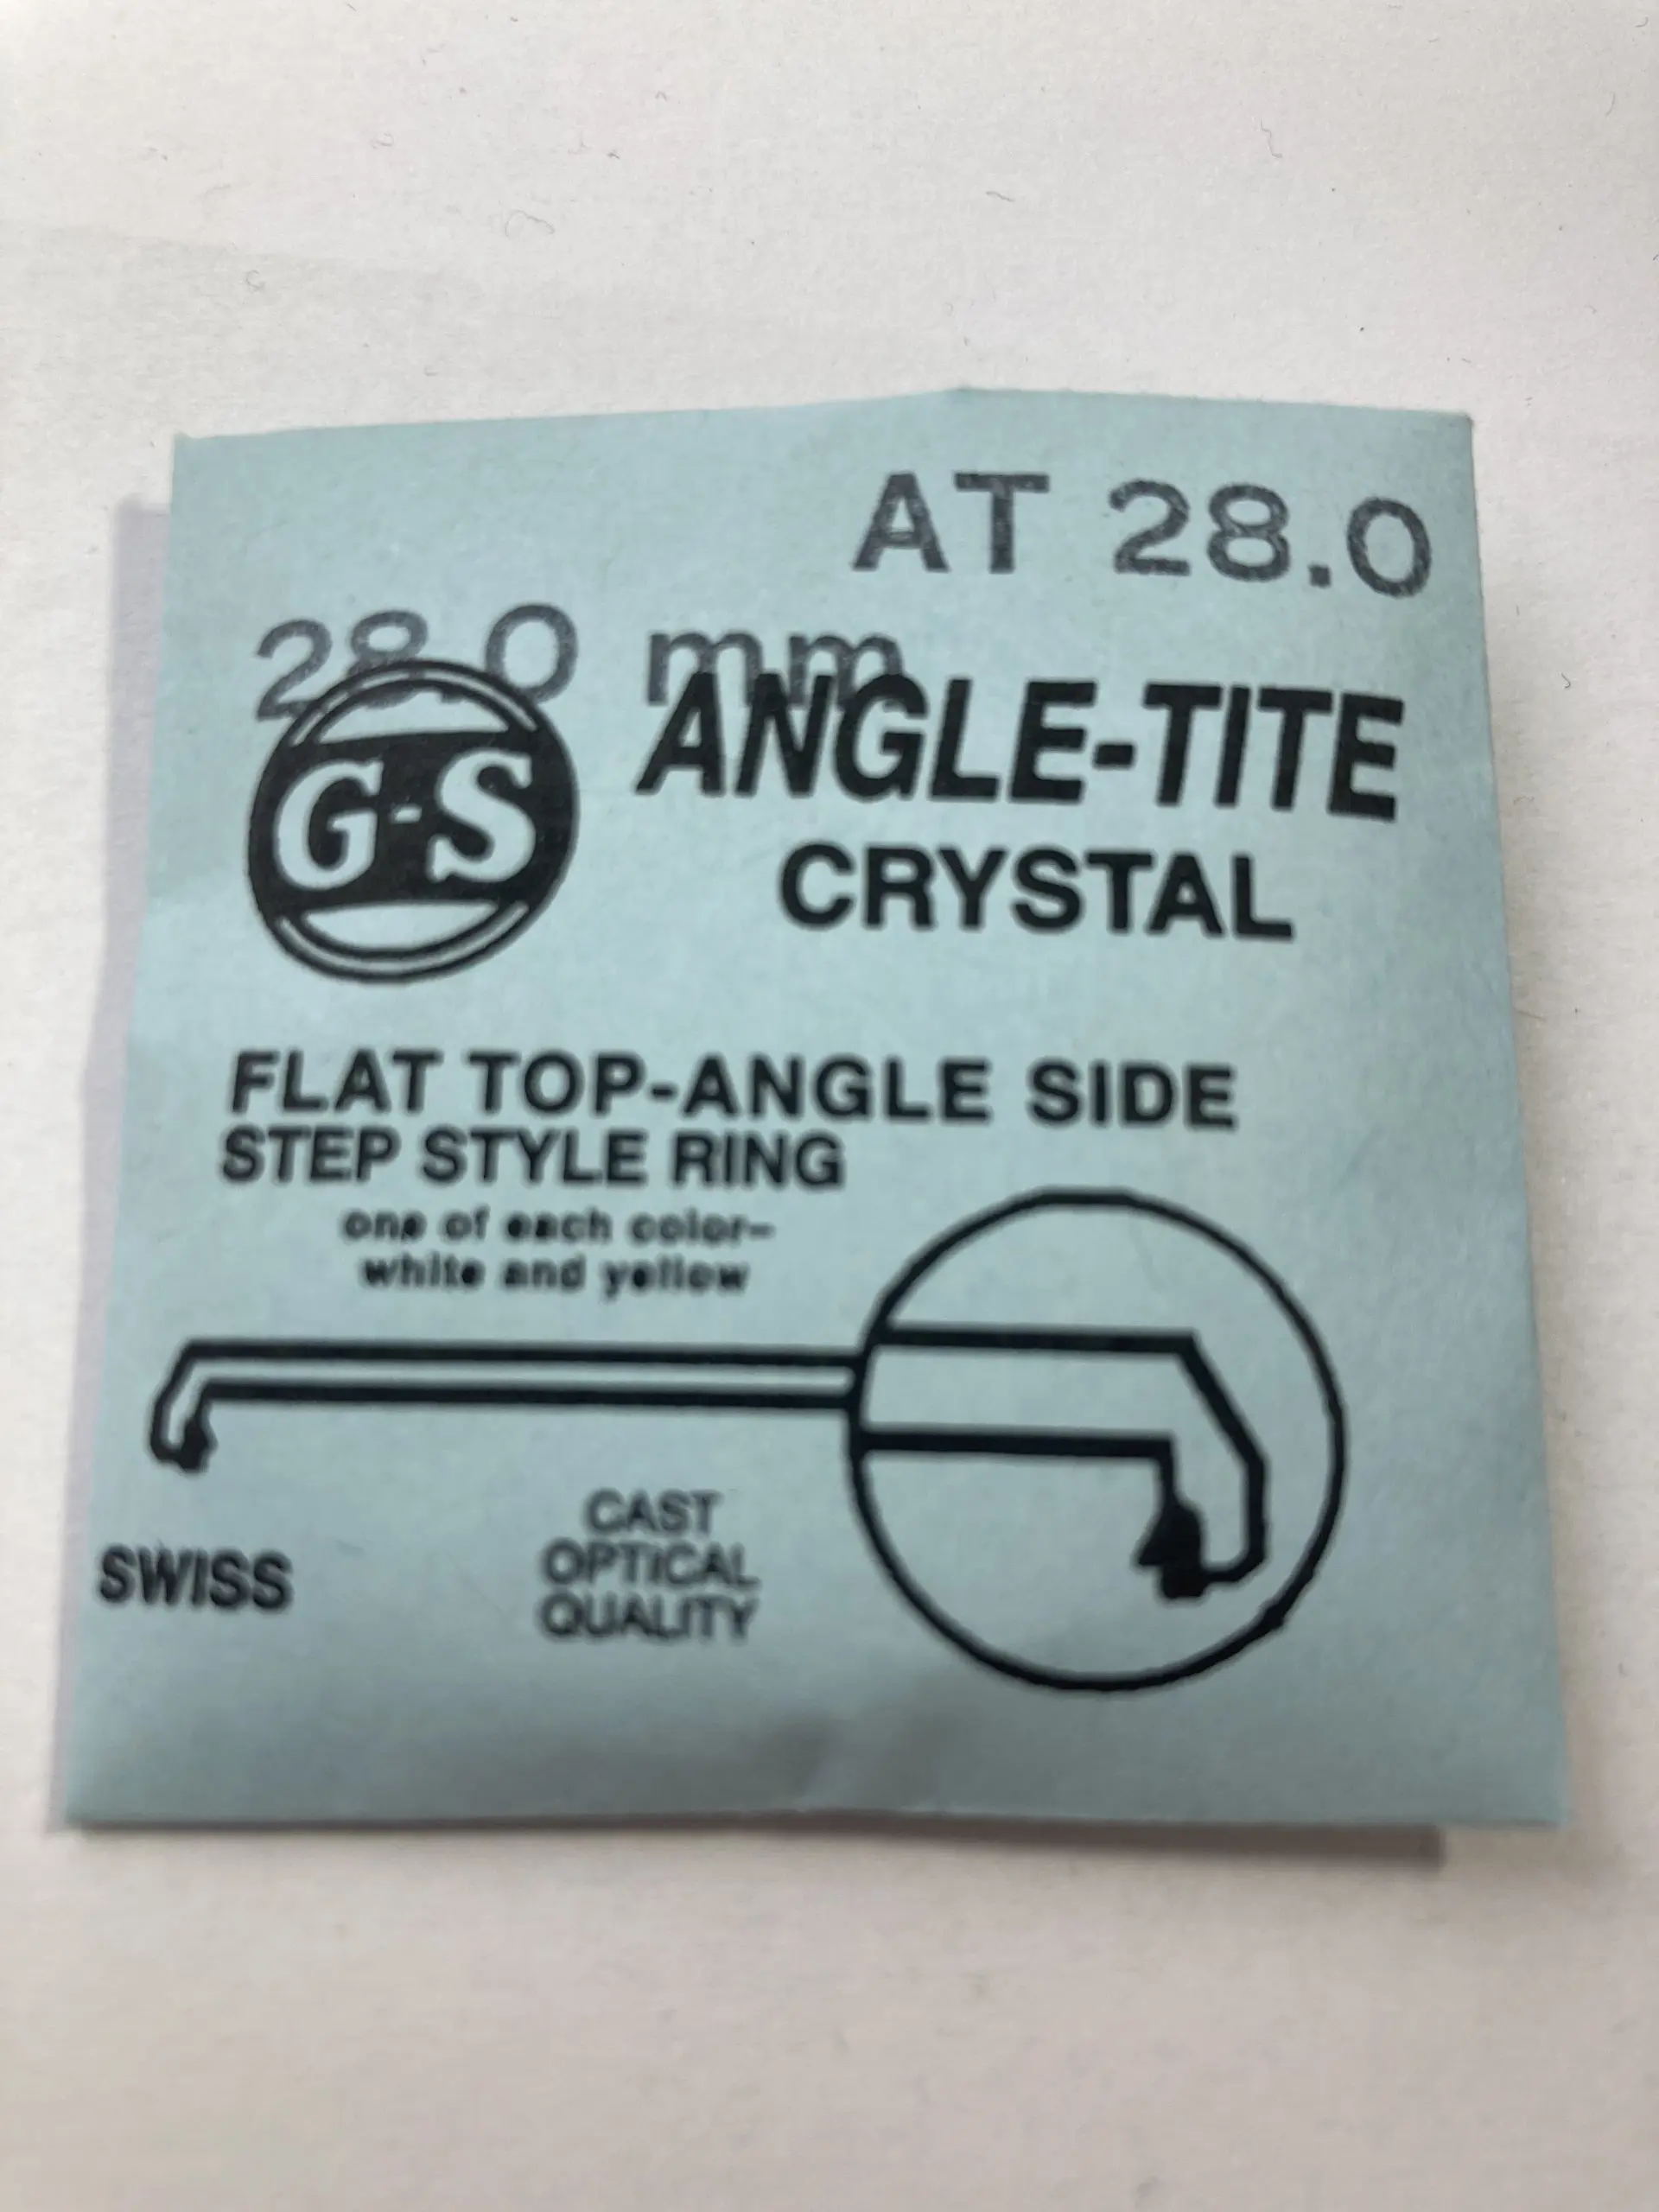 AT 28.0
28.0 mm
G-S
ANGLE-TITE
CRYSTAL
FLAT TOP-ANGLE SIDE
STEP STYLE RING
one of each color-
white and yellow
SWISS
CAST
OPTICAL
QUALITY